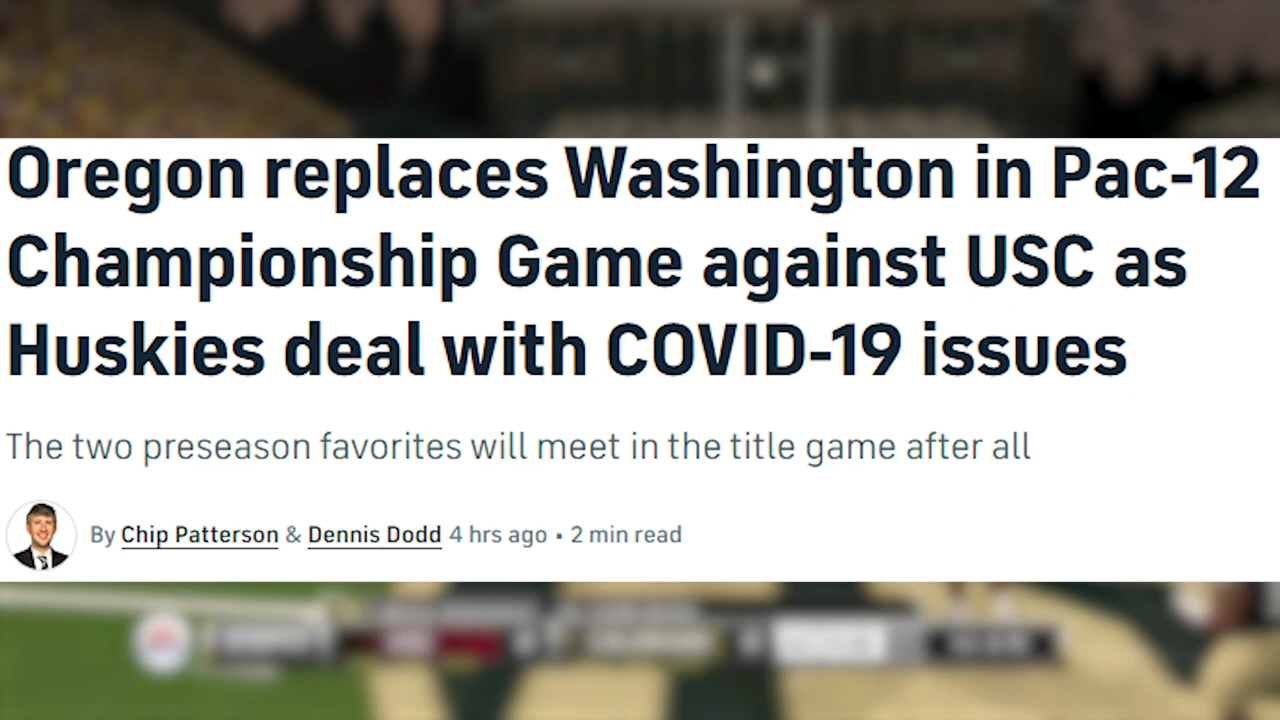 Oregon replaces Washington in Pac-12
Championship Game against USC as
Huskies deal with COVID-19 issues
The two preseason favorites will meet in the title game after all
By Chip Patterson & Dennis Dodd 4 hrs ago • 2 min read